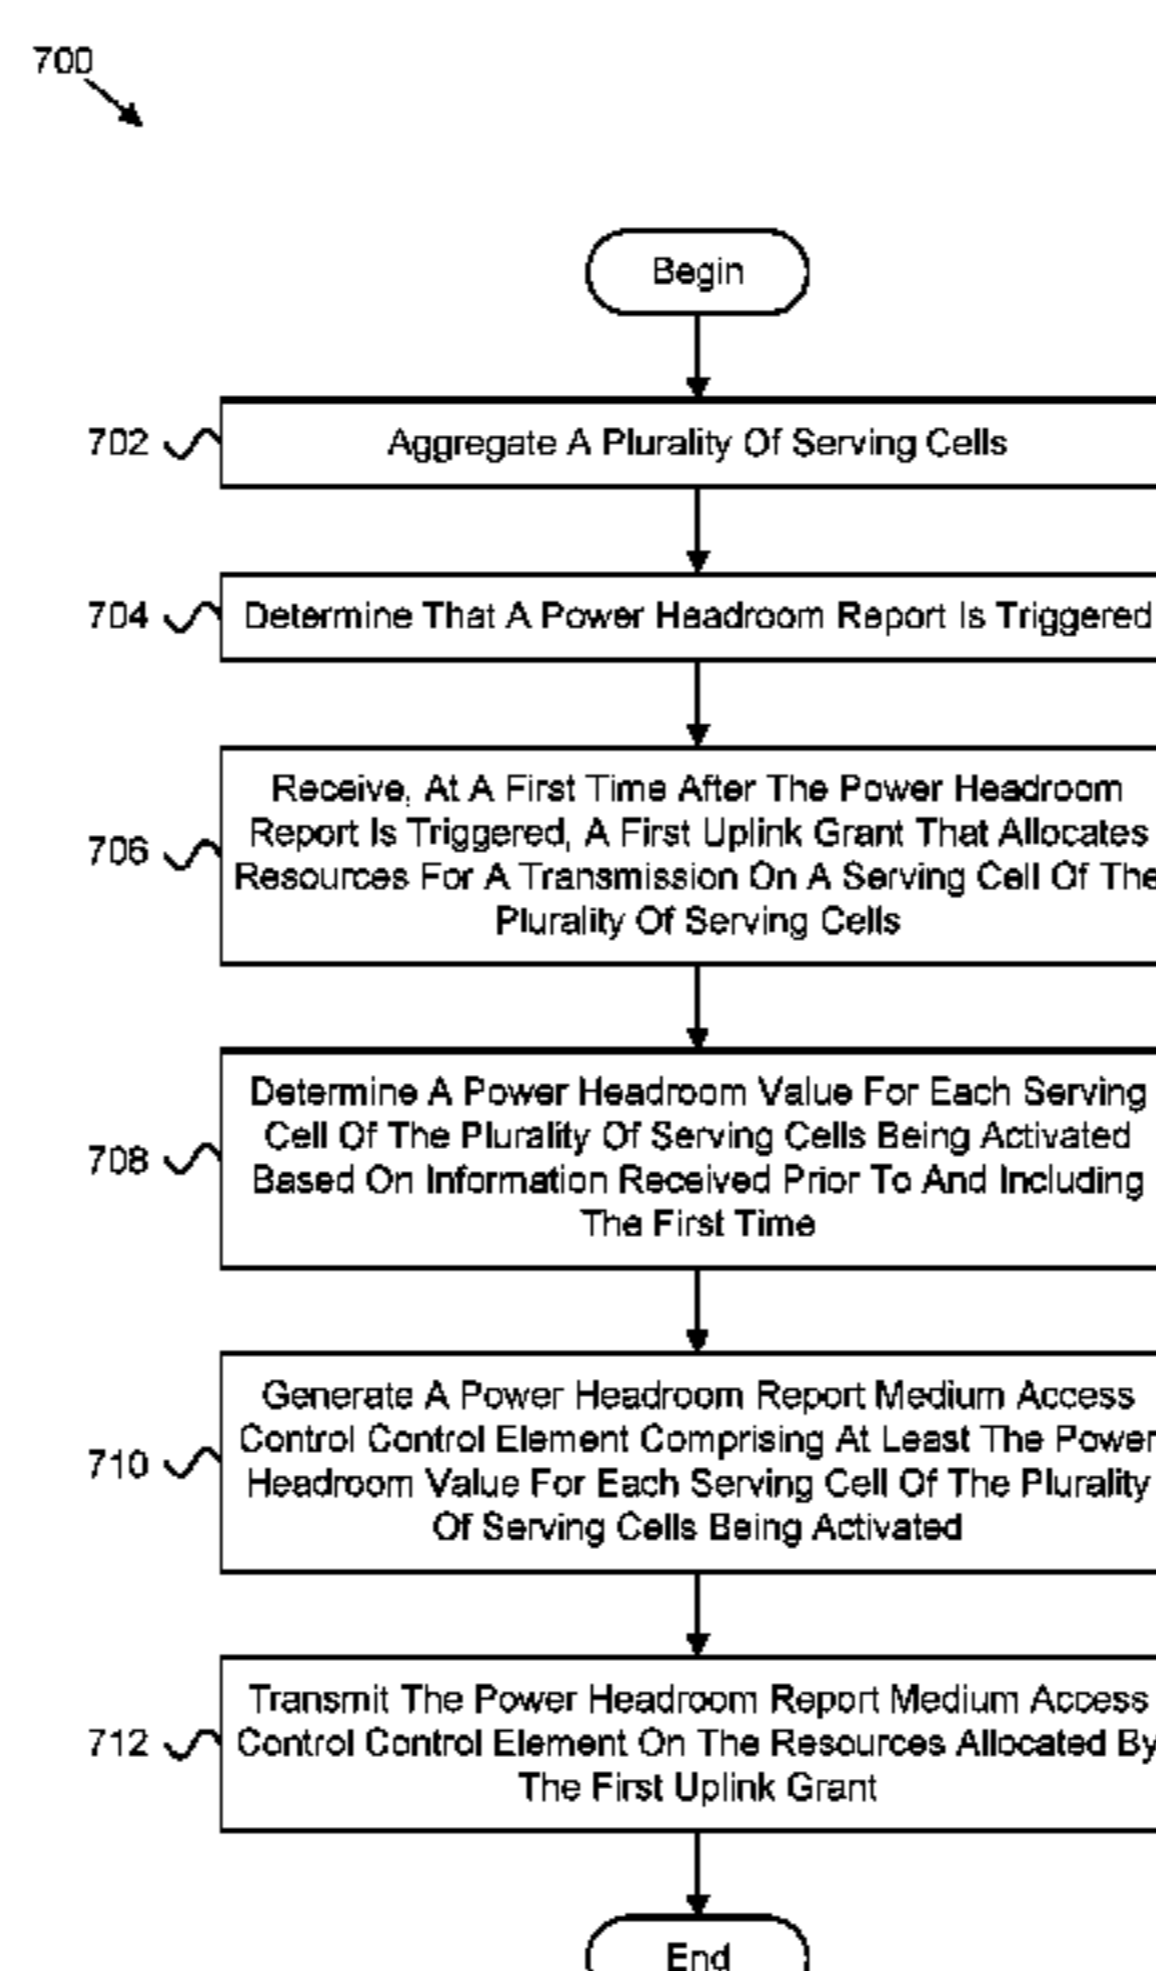 700
Begin
702
Aggregate A Plurality Of Serving Cells
704
Determine That A Power Headroom Report Is Triggered
706
Receive, At A First Time After The Power Headroom
Report Is Triggered, A First Uplink Grant That Allocates
Resources For A Transmission On A Serving Cell Of The
Plurality Of Serving Cells
708
Determine A Power Headroom Value For Each Serving
Cell Of The Plurality Of Serving Cells Being Activated
Based On Information Received Prior To And Including
The First Time
710
Generate A Power Headroom Report Medium Access
Control Control Element Comprising At Least The Power
Headroom Value For Each Serving Cell Of The Plurality
Of Serving Cells Being Activated
712
Transmit The Power Headroom Report Medium Access
Control Control Element On The Resources Allocated By
The First Uplink Grant
End